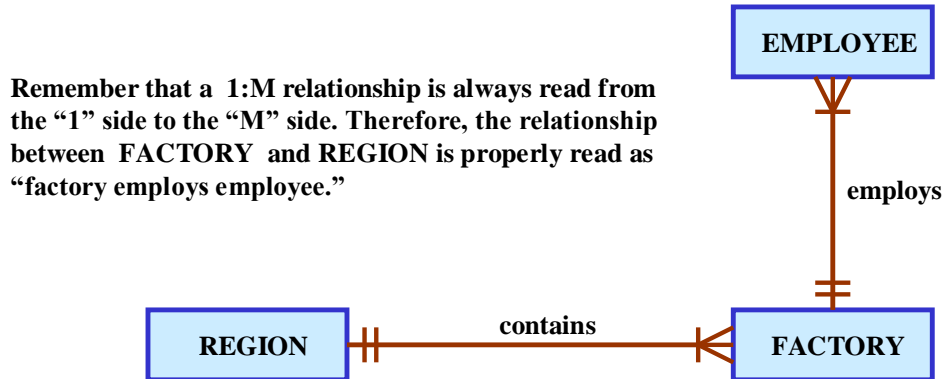 EMPLOYEE
Remember that a 1:M relationship is always read from
the “1” side to the “M” side. Therefore, the relationship
between FACTORY and REGION is properly read as
“factory employs employee.”
employs
contains
REGION
FACTORY